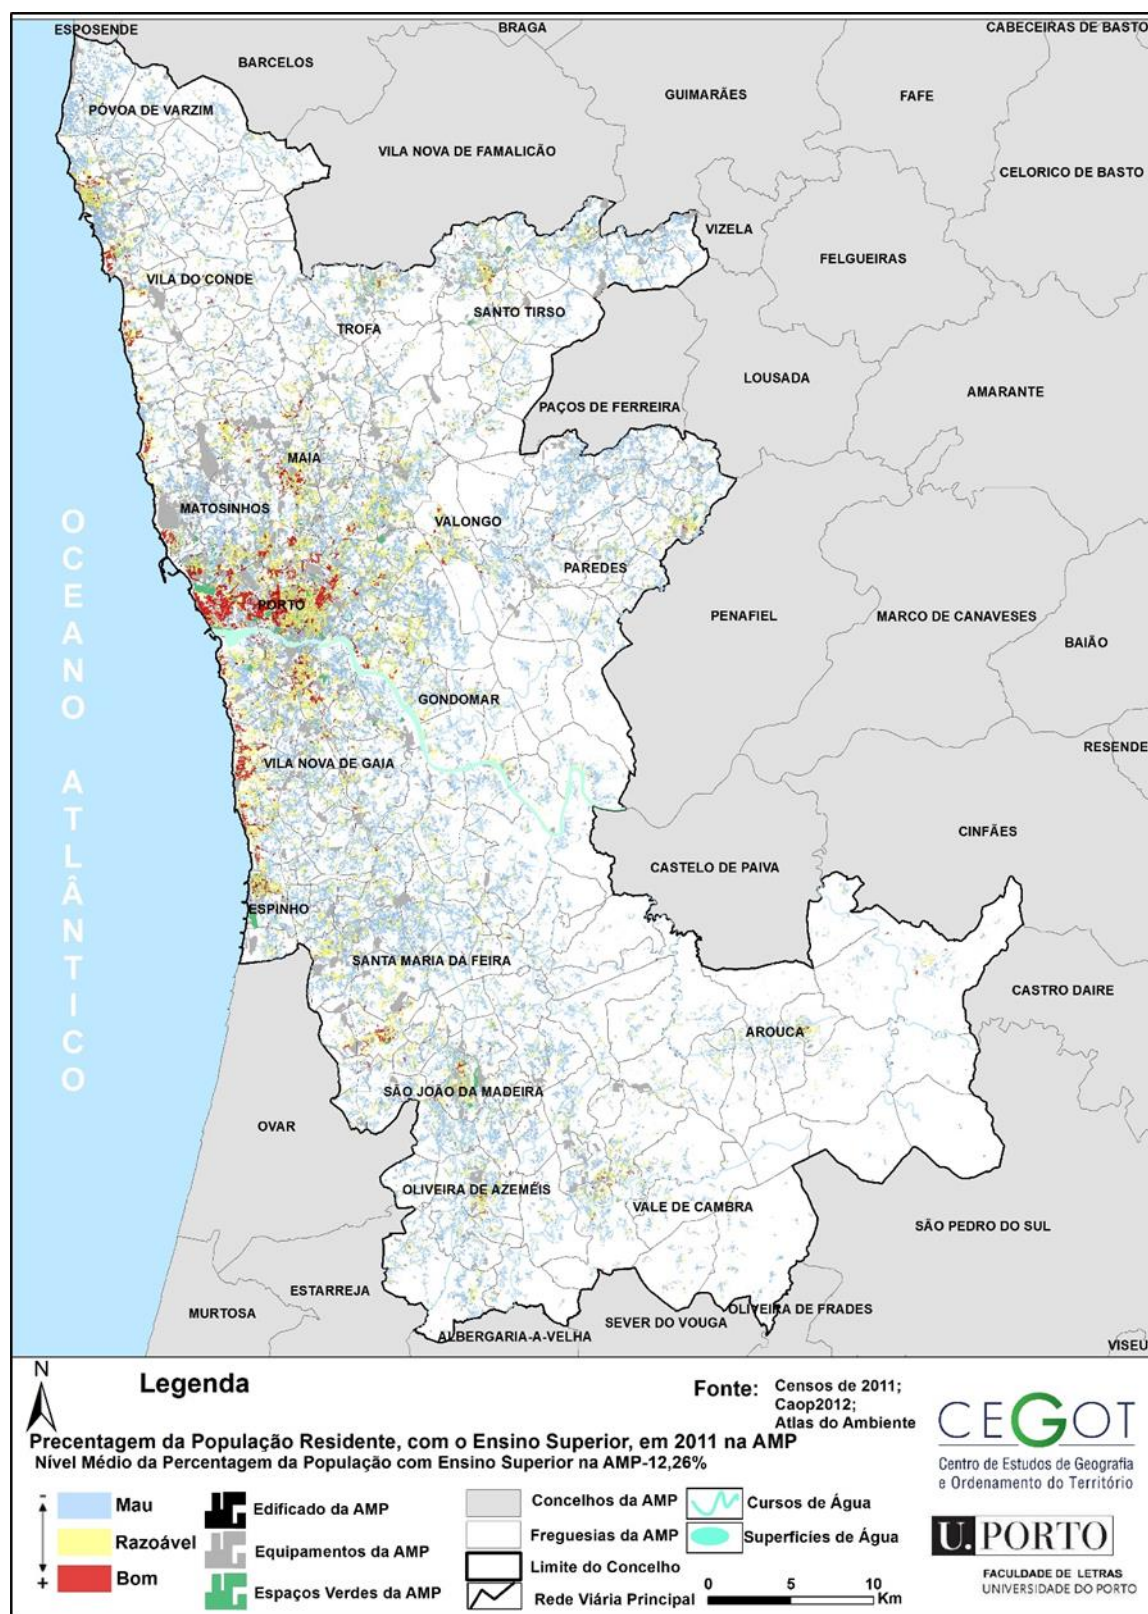 ESPOSENDE
BRAGA
CABECEIRAS DE BASTO
BARCELOS
GUIMARÃES
FAFE
PÓVOA DE VARZIM
VILA NOVA DE FAMALICÃO
CELORICO DE BASTO
VIZELA
FELGUEIRAS
VILA DO CONDE
SANTO TIRSO
TROFA
LOUSADA
AMARANTE
PAÇOS DE FERREIRA
MAIA
MATOSINHOS
VALONGO
PAREDES
PORTO
PENAFIEL
MARCO DE CANAVESES
BAIÃO
GONDOMAR
RESENDE
VILA NOVA DE GAIA
OCEANO ATLÂNTICO
CINFÃES
CASTELO DE PAIVA
ESPINHO
SANTA MARIA DA FEIRA
CASTRO DAIRE
AROUCA
SÃO JOÃO DA MADEIRA
OVAR
OLIVEIRA DE AZEMÉIS
VALE DE CAMBRA
SÃO PEDRO DO SUL
ESTARREJA
MURTOSA
OLIVEIRA DE FRADES
SEVER DO VOUGA
ALBERGARIA-A-VELHA
VISEU
N
Legenda
Fonte: Censos de 2011;
Caop2012;
Atlas do Ambiente
Precentagem da População Residente, com o Ensino Superior, em 2011 na AMP
Nível Médio da Percentagem da População com Ensino Superior na AMP-12,26%
-
+
Mau
Razoável
Bom
Edificado da AMP
Equipamentos da AMP
Espaços Verdes da AMP
Concelhos da AMP
Freguesias da AMP
Limite do Concelho
Rede Viária Principal
Cursos de Água
Superfícies de Água
0 5 10
Km
CEGOT
Centro de Estudos de Geografia
e Ordenamento do Território
U. PORTO
FACULDADE DE LETRAS
UNIVERSIDADE DO PORTO